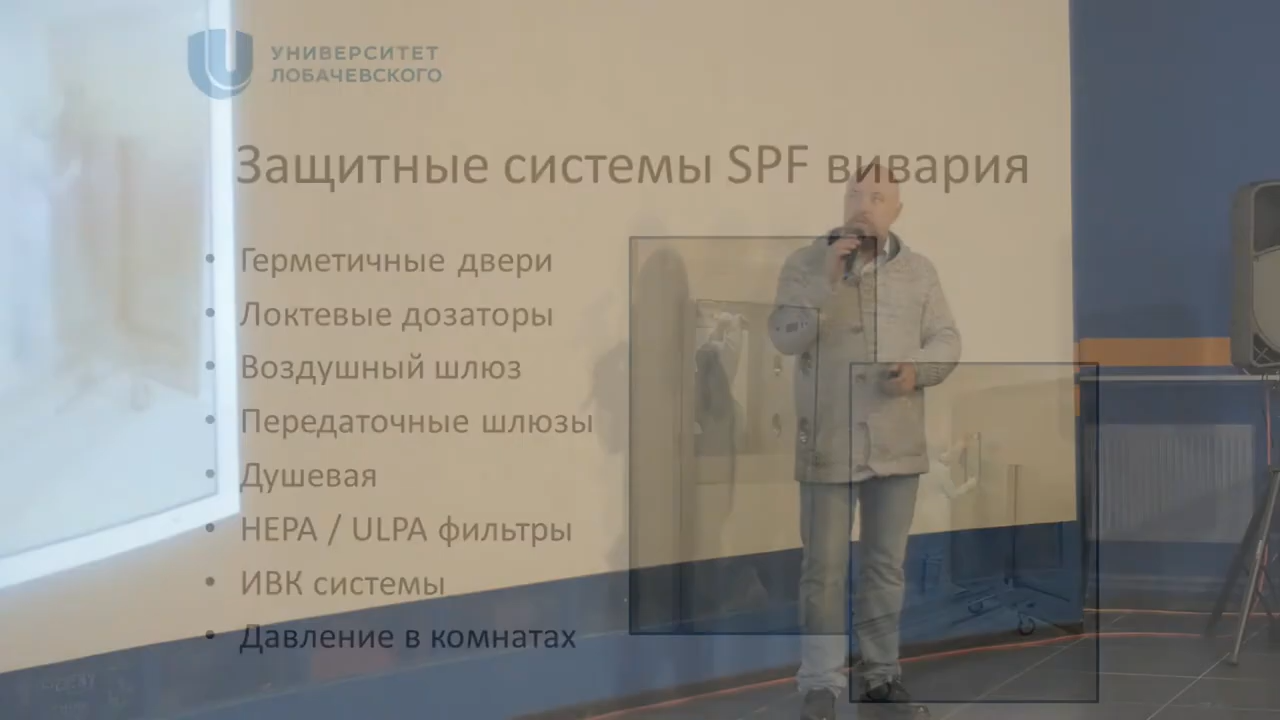 УНИВЕРСИТЕТ
ЛОБАЧЕВСКОГО
Защитные системы SPF вивария
• Герметичные двери
• Локтевые дозаторы
• Воздушный шлюз
• Передаточные шлюзы
• Душевая
• HEPA / ULPA фильтры
• ИВК системы
• Давление в комнатах